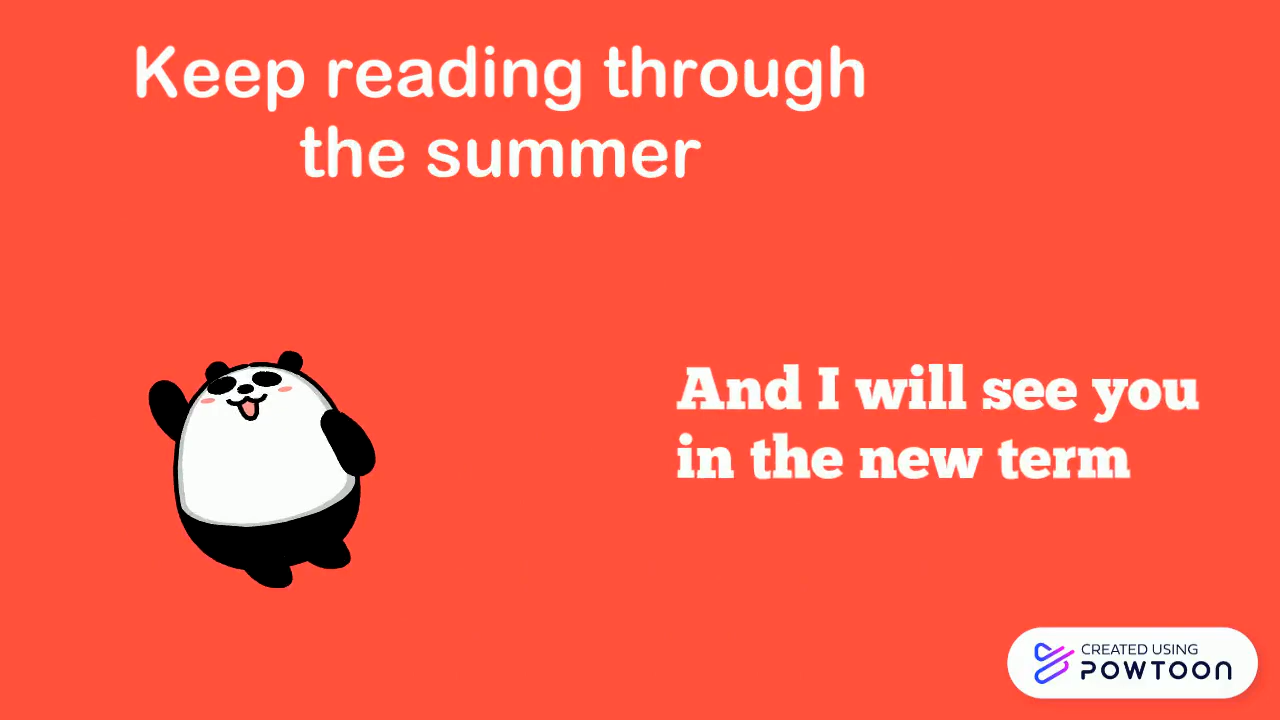 Keep reading through
the summer
And I will see you
in the new term
CREATED USING
POWTOON